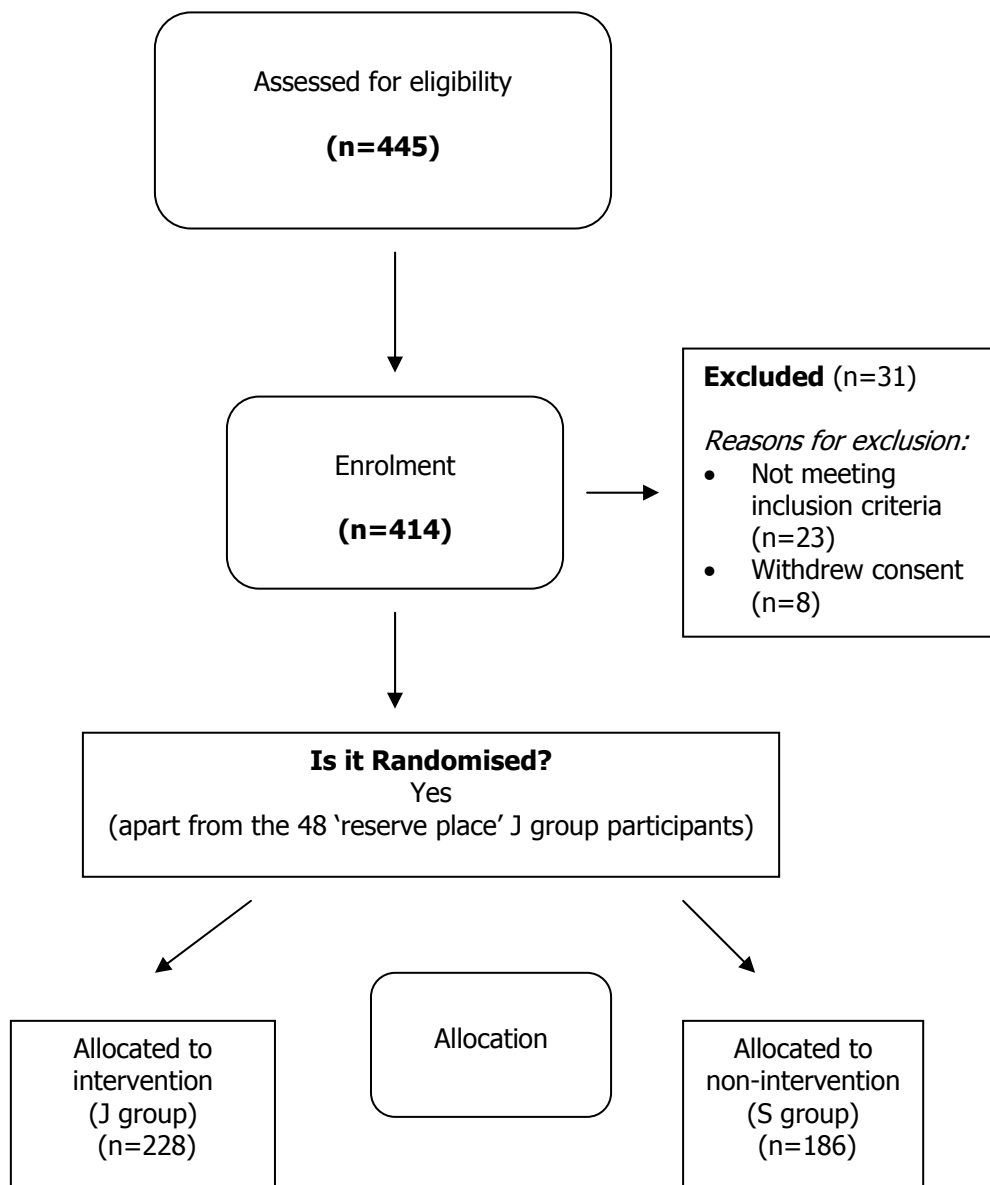 Assessed for eligibility
(n=445)
Enrolment
(n=414)
Excluded (n=31)
Reasons for exclusion:
• Not meeting
inclusion criteria
(n=23)
• Withdrew consent
(n=8)
Is it Randomised?
Yes
(apart from the 48 ‘reserve place’ J group participants)
Allocation
Allocated to
intervention
(J group)
(n=228)
Allocated to
non-intervention
(S group)
(n=186)